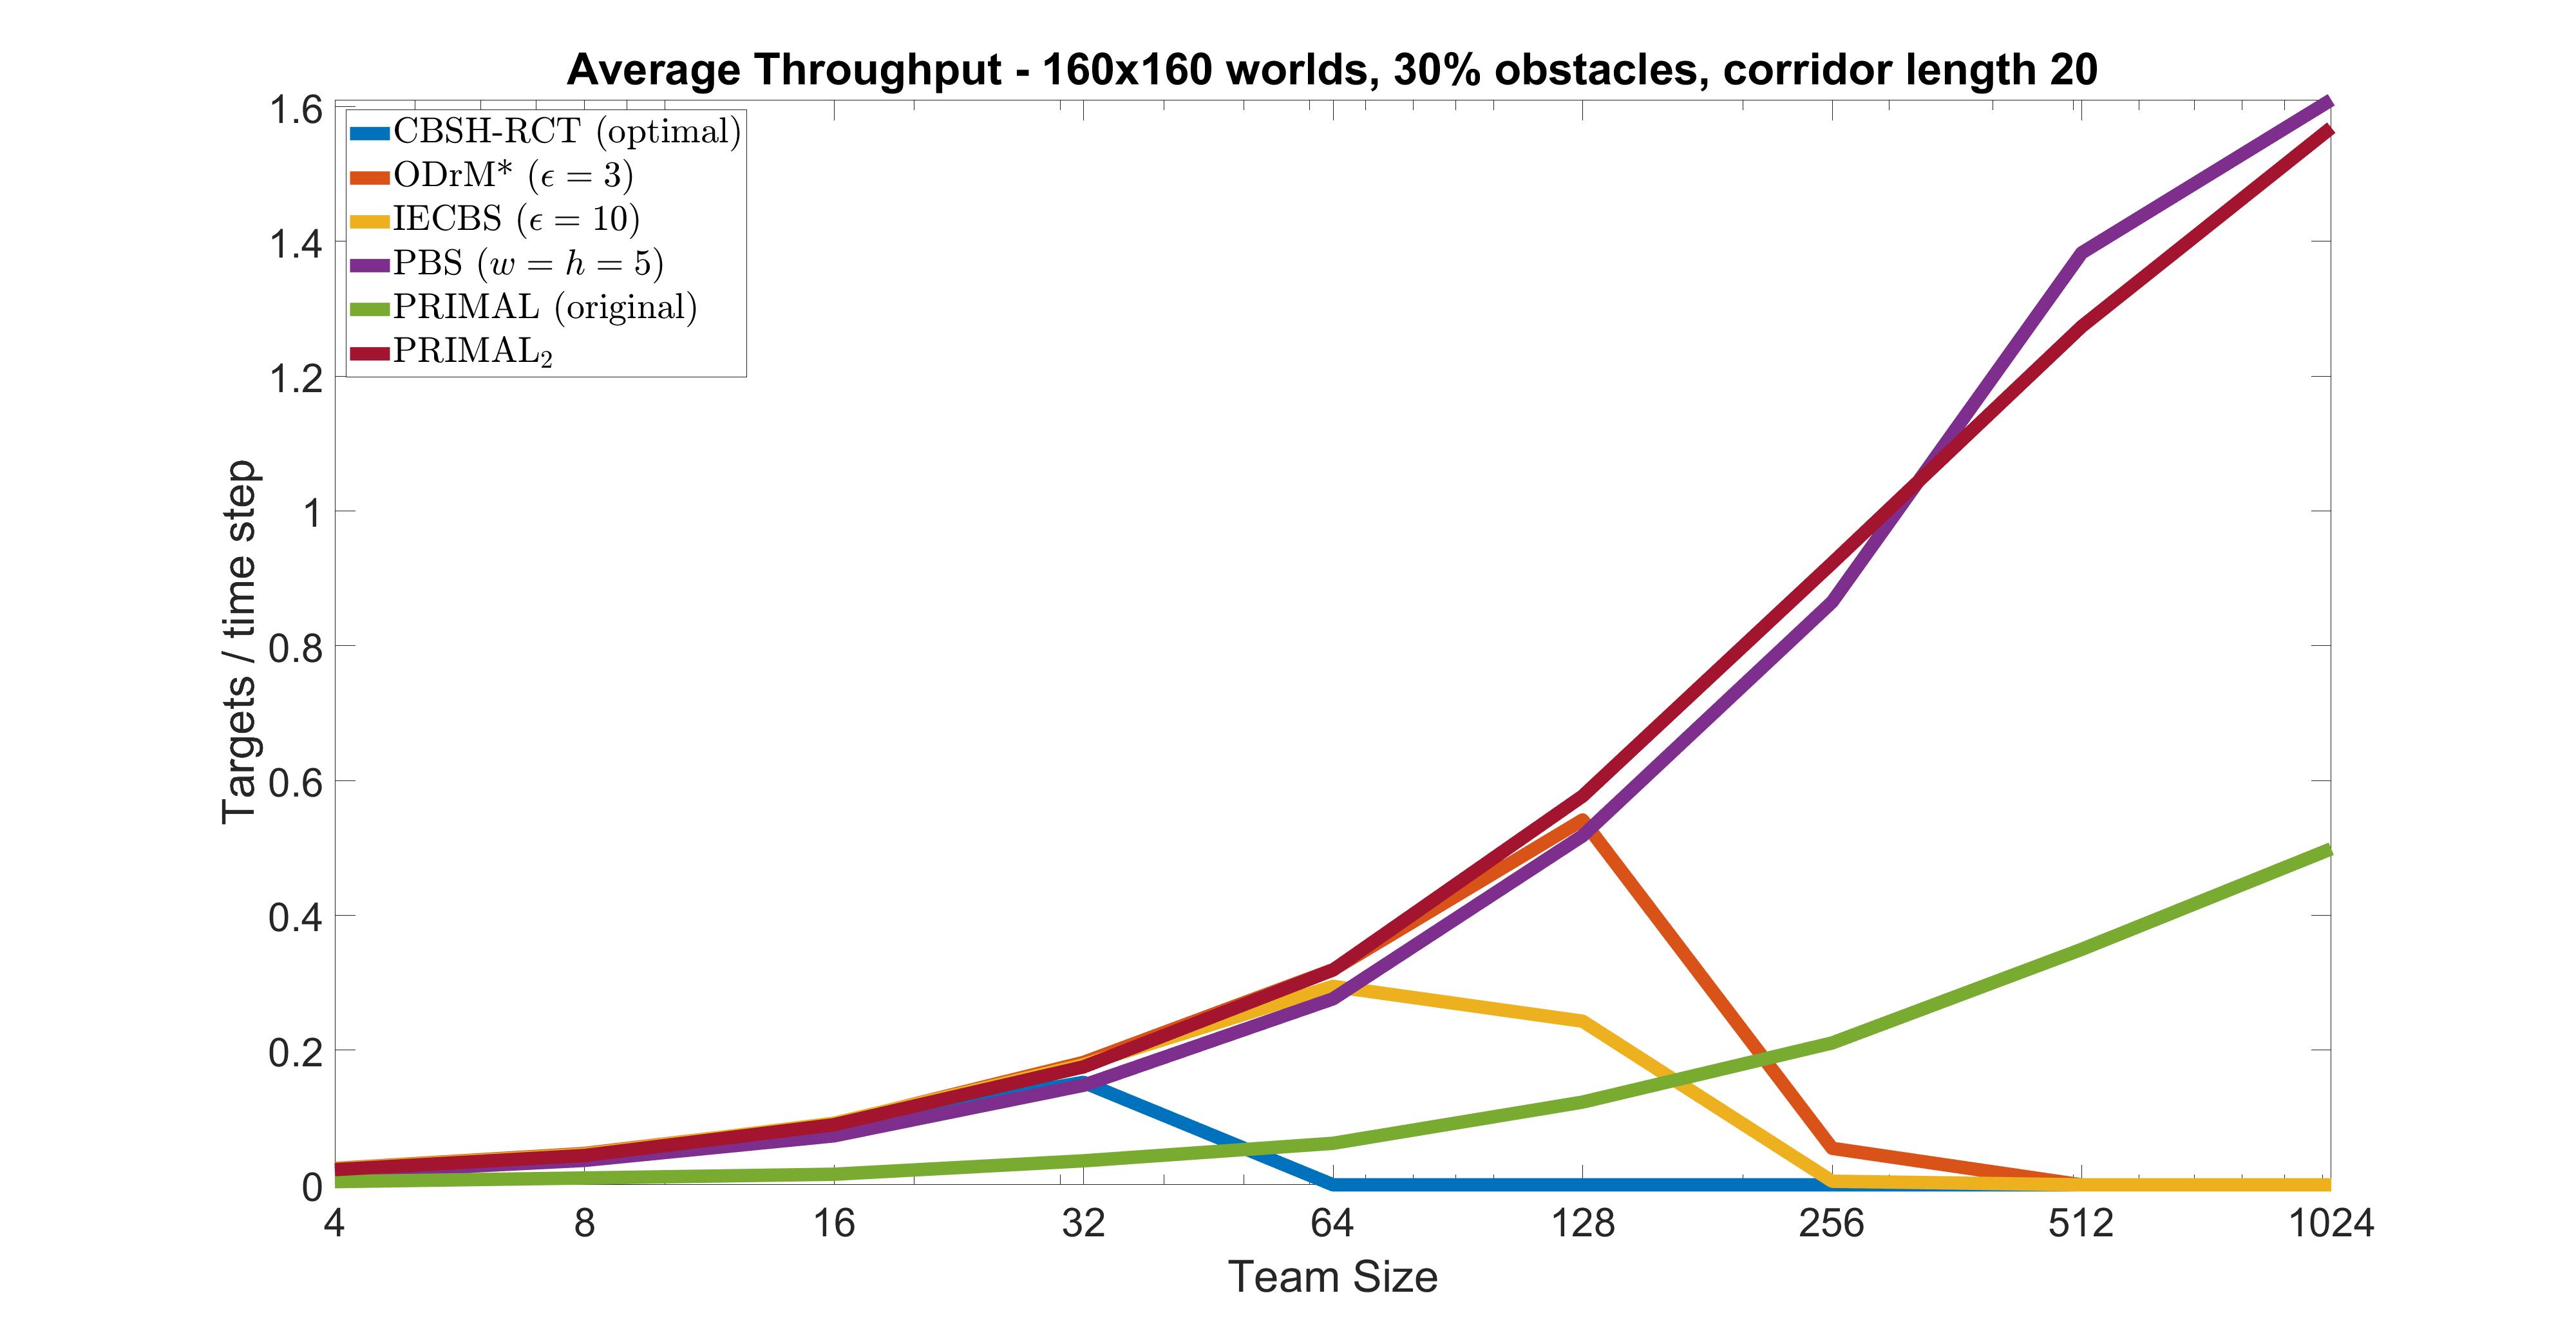 Average Throughput - 160x160 worlds, 30% obstacles, corridor length 20
CBSH-RCT (optimal)
ODrM* (ϵ = 3)
IECBS (ϵ = 10)
PBS (w = h = 5)
PRIMAL (original)
PRIMAL₂
Targets / time step
1.6
1.4
1.2
1
0.8
0.6
0.4
0.2
0
4 8 16 32 64 128 256 512 1024
Team Size